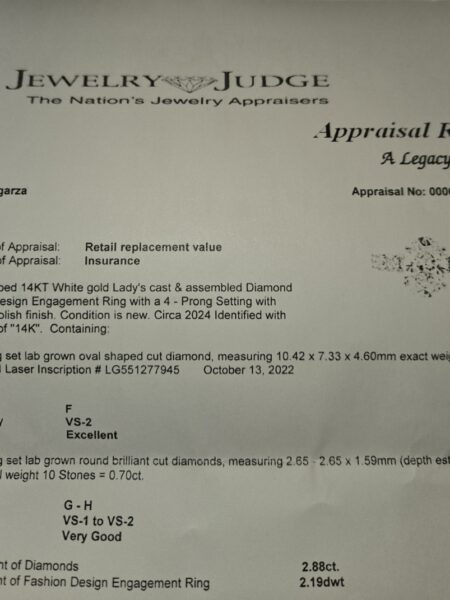 JEWELRY JUDGE
The Nation's Jewelry Appraisers
Appraisal R
A Legacy
garza
Appraisal No: 000
of Appraisal: Retail replacement value
of Appraisal: Insurance
ped 14KT White gold Lady's cast & assembled Diamond
esign Engagement Ring with a 4 - Prong Setting with
olish finish. Condition is new. Circa 2024 Identified with
of "14K". Containing:
g set lab grown oval shaped cut diamond, measuring 10.42 x 7.33 x 4.60mm exact weig
Laser Inscription # LG551277945 October 13, 2022
F
y VS-2
Excellent
g set lab grown round brilliant cut diamonds, measuring 2.65 - 2.65 x 1.59mm (depth est
l weight 10 Stones = 0.70ct.
G - H
VS-1 to VS-2
Very Good
ht of Diamonds 2.88ct.
nt of Fashion Design Engagement Ring 2.19dwt